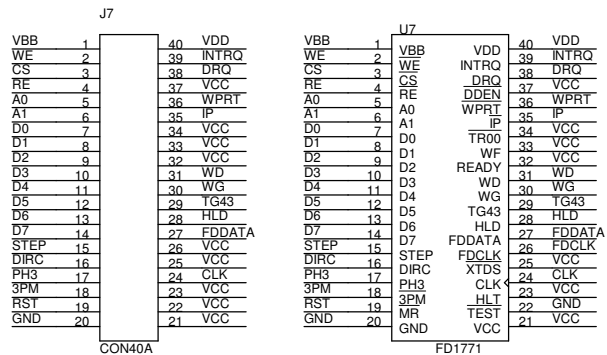 J7
VBB 1 40 VDD
WE 2 39 INTRQ
CS 3 38 DRQ
RE 4 37 VCC
A0 5 36 WPRT
A1 6 35 IP
D0 7 34 VCC
D1 8 33 VCC
D2 9 32 VCC
D3 10 31 WD
D4 11 30 WG
D5 12 29 TG43
D6 13 28 HLD
D7 14 27 FDDATA
STEP 15 26 VCC
DIRC 16 25 VCC
PH3 17 24 CLK
3PM 18 23 VCC
RST 19 22 VCC
GND 20 21 VCC
CON40A
U7
VBB 1 VBB VDD 40 VDD
WE 2 WE INTRQ 39 INTRQ
CS 3 CS DRQ 38 DRQ
RE 4 RE DDEN 37 VCC
A0 5 A0 WPRT 36 WPRT
A1 6 A1 IP 35 IP
D0 7 D0 TR00 34 VCC
D1 8 D1 WF 33 VCC
D2 9 D2 READY 32 VCC
D3 10 D3 WD 31 WD
D4 11 D4 WG 30 WG
D5 12 D5 TG43 29 TG43
D6 13 D6 HLD 28 HLD
D7 14 D7 FDDATA 27 FDDATA
STEP 15 STEP FDCLK 26 FDCLK
DIRC 16 DIRC XTDS 25 VCC
PH3 17 PH3 CLK 24 CLK
3PM 18 3PM HLT 23 VCC
RST 19 MR TEST 22 GND
GND 20 GND VCC 21 VCC
FD1771